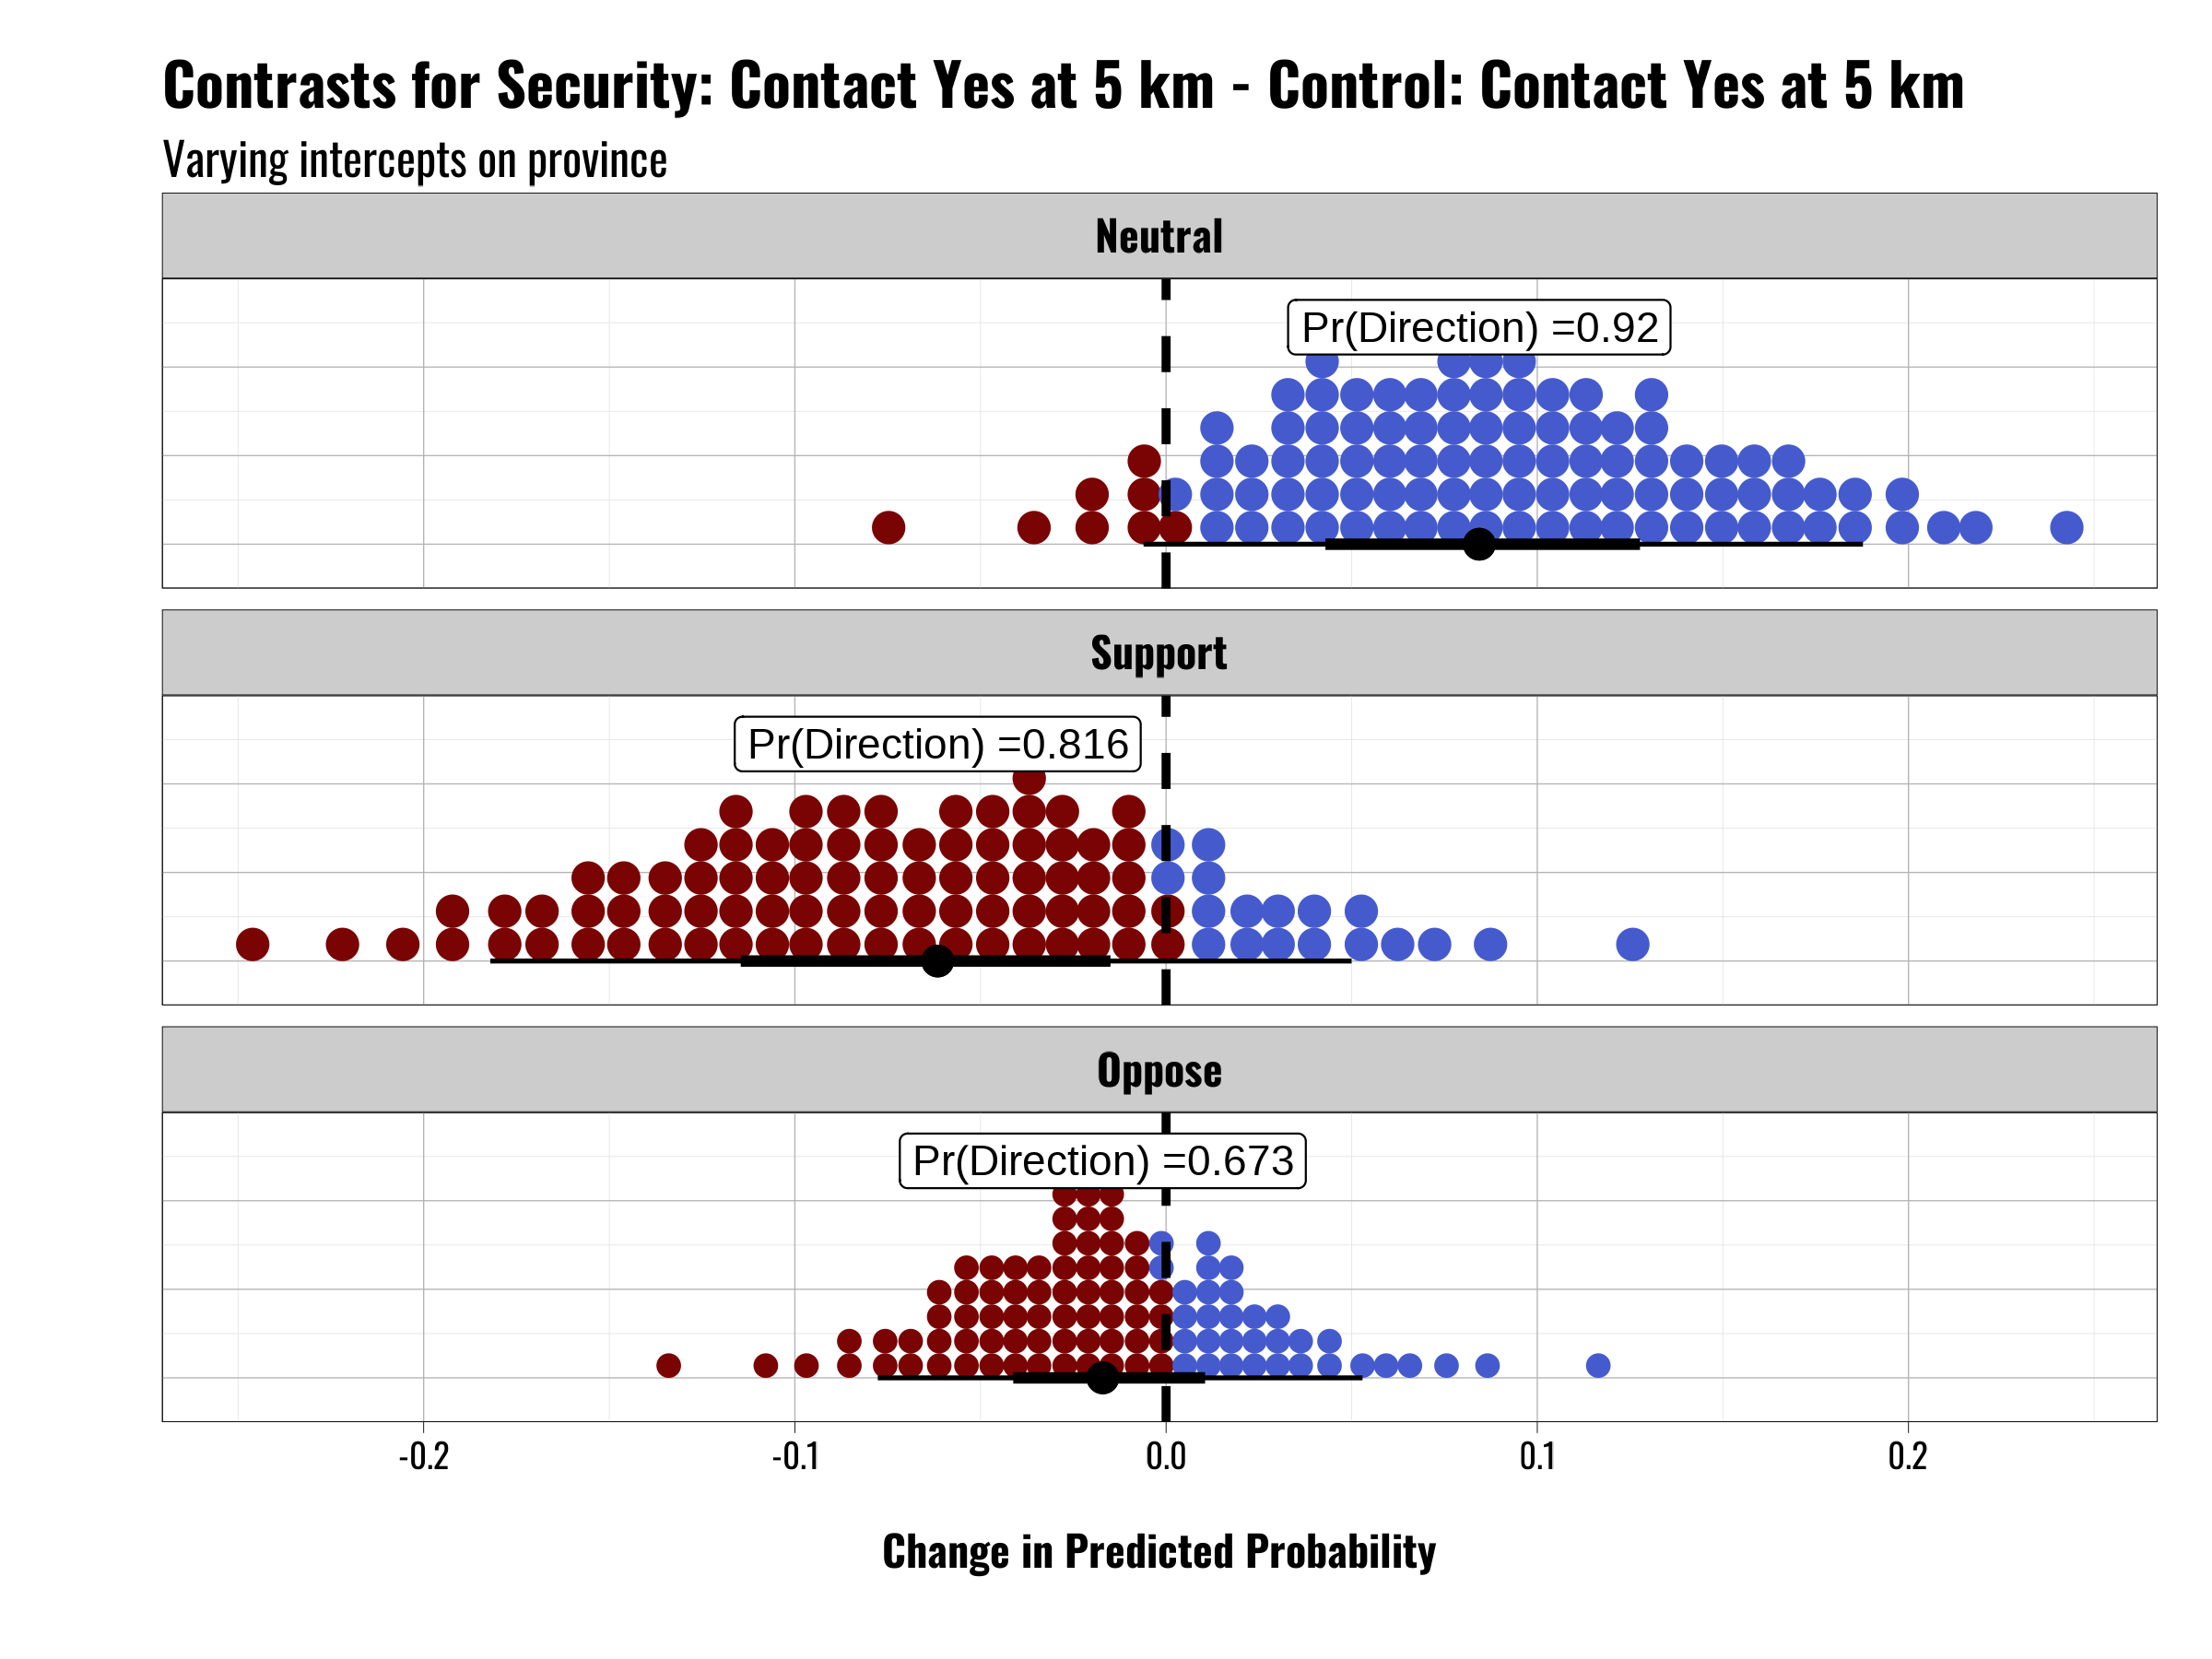 Contrasts for Security: Contact Yes at 5 km - Control: Contact Yes at 5 km
Varying intercepts on province
Neutral
Pr(Direction) =0.92
Support
Pr(Direction) =0.816
Oppose
Pr(Direction) =0.673
-0.2 -0.1 0.0 0.1 0.2
Change in Predicted Probability